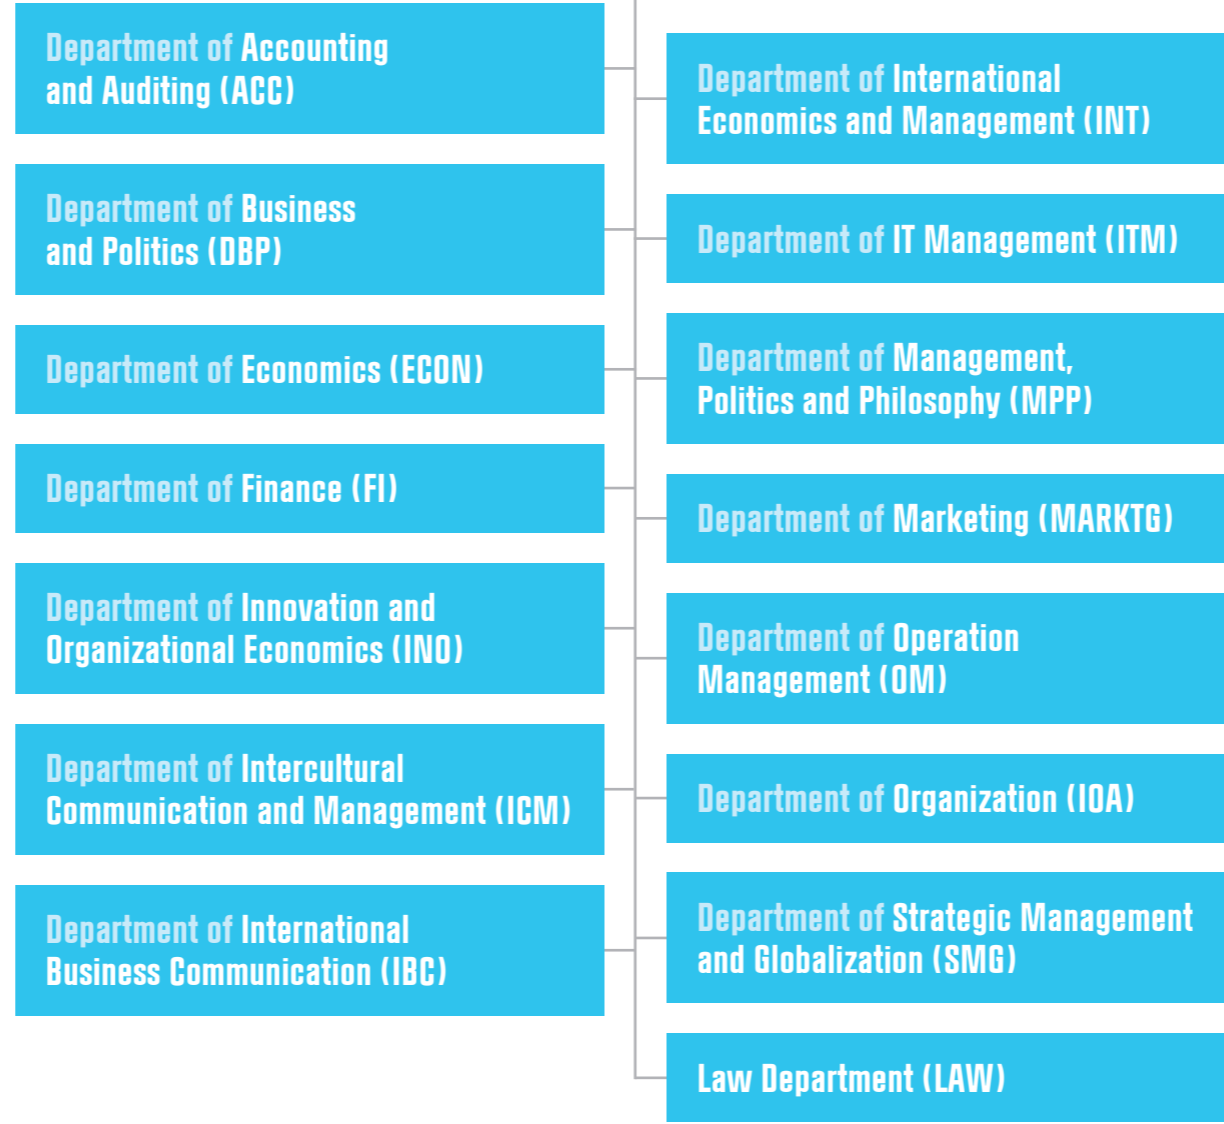 Department of Accounting
and Auditing (ACC)
Department of Business
and Politics (DBP)
Department of Economics (ECON)
Department of Finance (FI)
Department of Innovation and
Organizational Economics (INO)
Department of Intercultural
Communication and Management (ICM)
Department of International
Business Communication (IBC)
Department of International
Economics and Management (INT)
Department of IT Management (ITM)
Department of Management,
Politics and Philosophy (MPP)
Department of Marketing (MARKTG)
Department of Operation
Management (OM)
Department of Organization (IOA)
Department of Strategic Management
and Globalization (SMG)
Law Department (LAW)